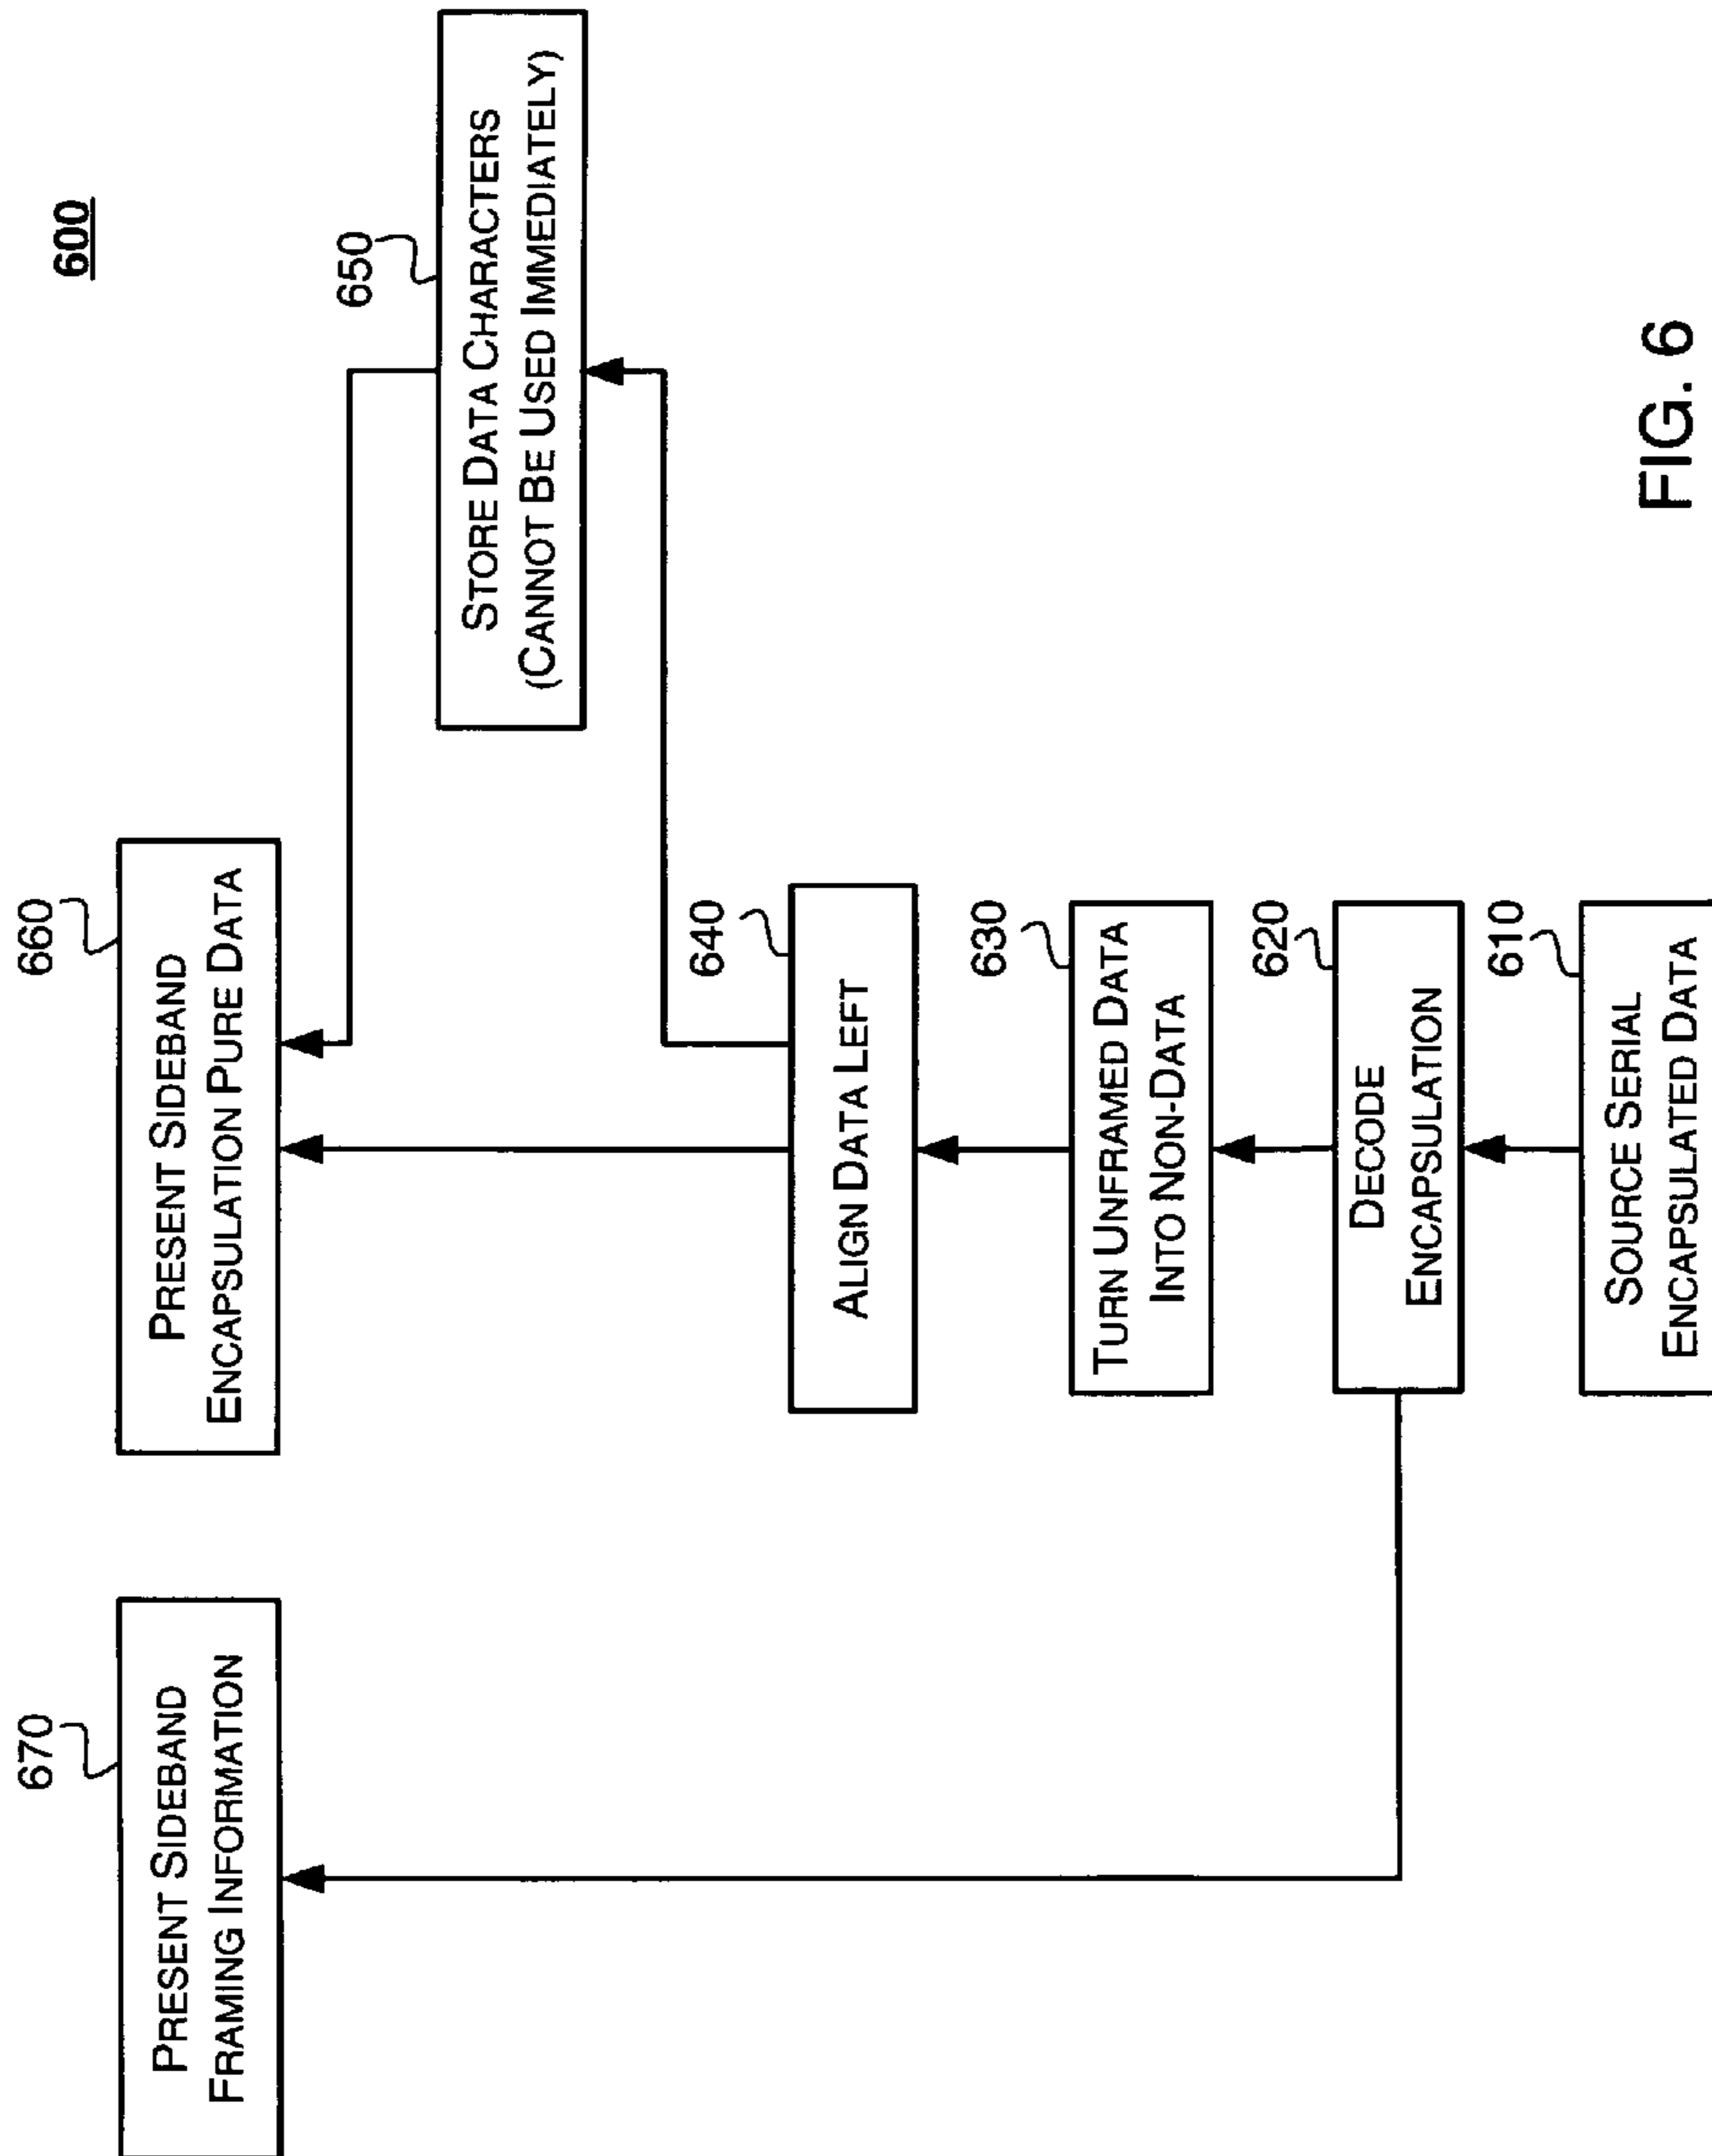 600
670
PRESENT SIDEBAND
FRAMING INFORMATION
660
PRESENT SIDEBAND
ENCAPSULATION PURE DATA
650
STORE DATA CHARACTERS
(CANNOT BE USED IMMEDIATELY)
640
ALIGN DATA LEFT
630
TURN UNFRAMED DATA
INTO NON-DATA
620
DECODE
ENCAPSULATION
610
SOURCE SERIAL
ENCAPSULATED DATA
FIG. 6